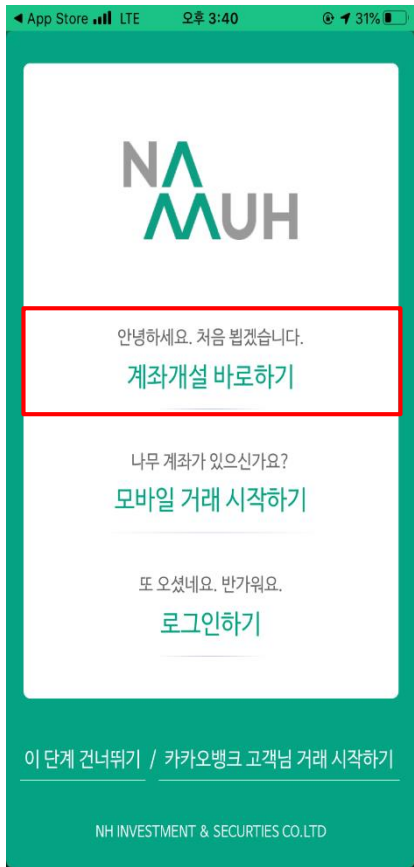 App Store LTE 오후 3:40 31%
NAMUH
안녕하세요. 처음 뵙겠습니다.
계좌개설 바로하기
나무 계좌가 있으신가요?
모바일 거래 시작하기
또 오셨네요. 반가워요.
로그인하기
이 단계 건너뛰기 / 카카오뱅크 고객님 거래 시작하기
NH INVESTMENT & SECURTIES CO.LTD